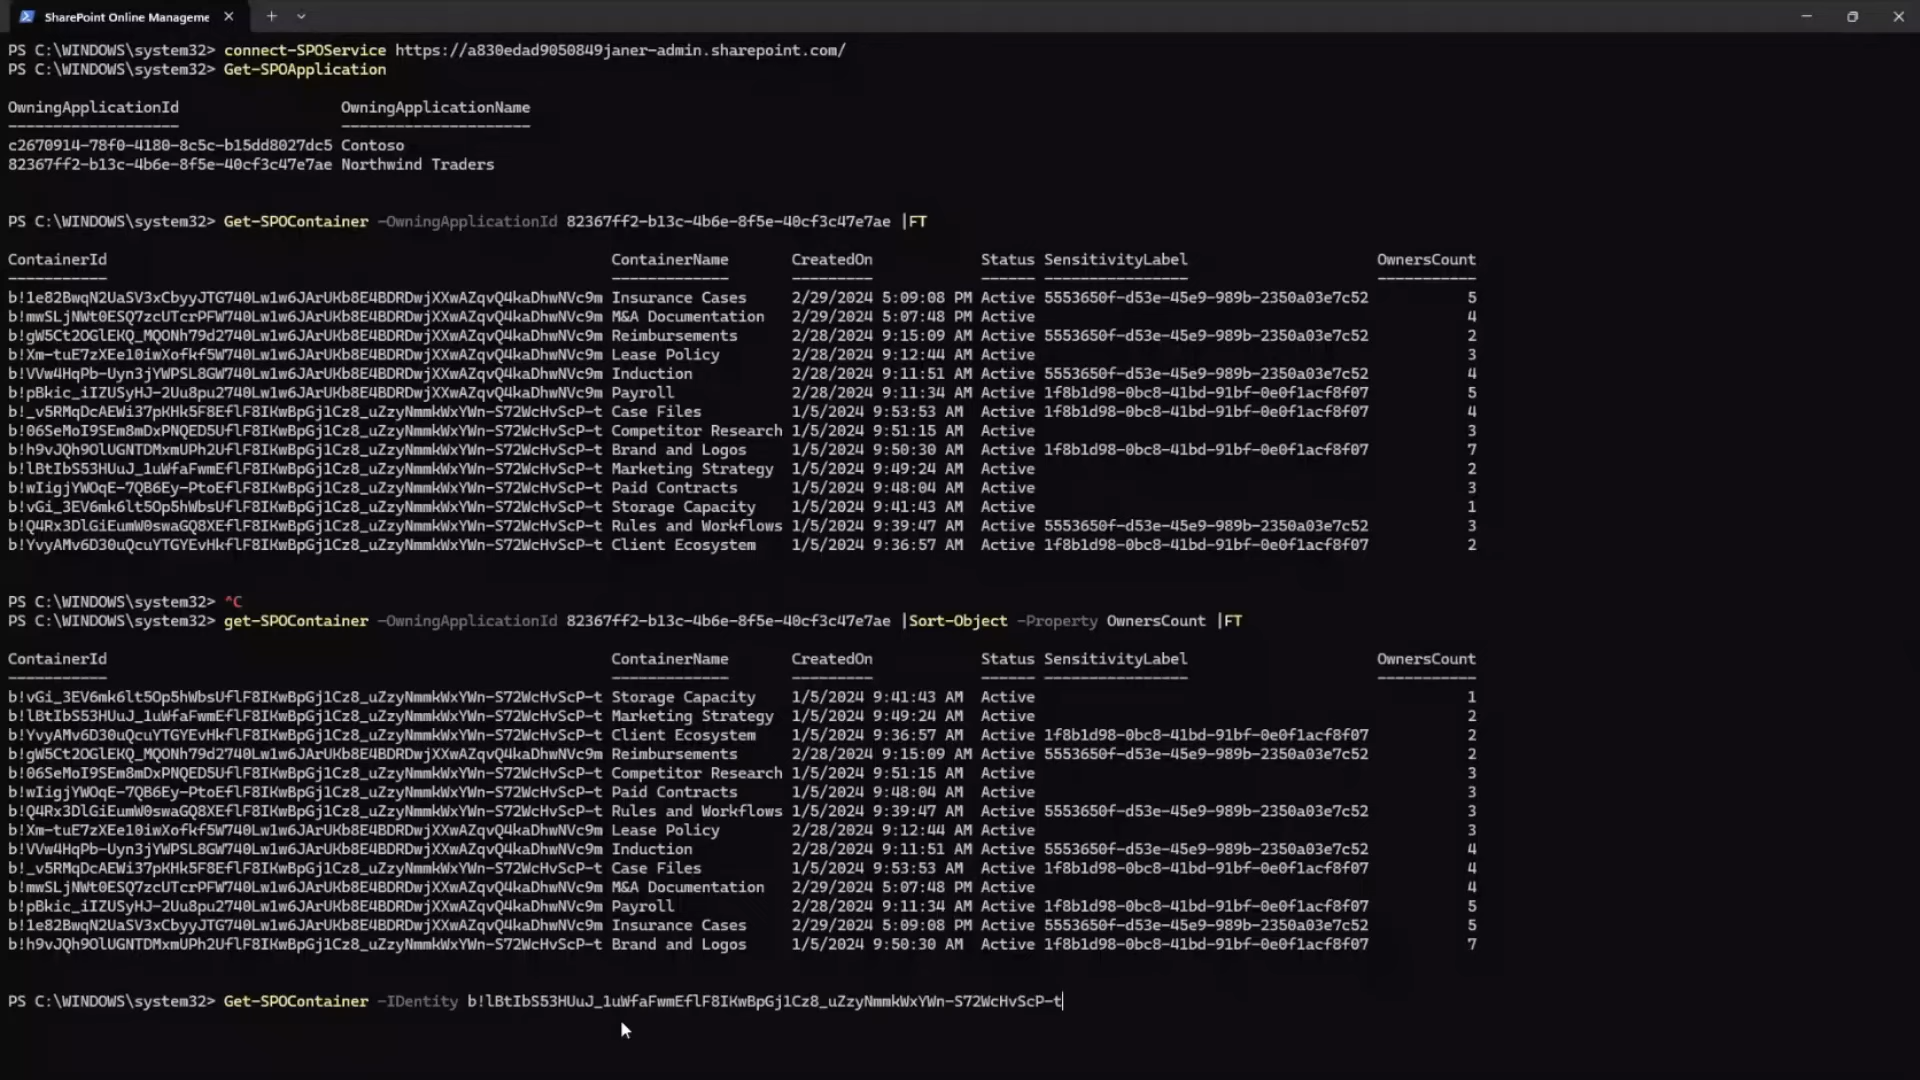 SharePoint Online Manageme
PS C:\WINDOWS\system32> connect-SPOService https://a830edad9050849janer-admin.sharepoint.com/
PS C:\WINDOWS\system32> Get-SPOApplication
OwningApplicationId OwningApplicationName
------------------- ---------------------
c2670914-78f0-4180-8c5c-b15dd8027dc5 Contoso
82367ff2-b13c-4b6e-8f5e-40cf3c47e7ae Northwind Traders
PS C:\WINDOWS\system32> Get-SPOContainer -OwningApplicationId 82367ff2-b13c-4b6e-8f5e-40cf3c47e7ae |FT
ContainerId ContainerName CreatedOn Status SensitivityLabel OwnersCount
----------- ------------- --------- ------ ---------------- -----------
b!1e82BwqN2UaSV3xCbyyJTG740Lw1w6JArUKb8E4BDRDwjXXwAZqvQ4kaDhwNVc9m Insurance Cases 2/29/2024 5:09:08 PM Active 5553650f-d53e-45e9-989b-2350a03e7c52 5
b!mwSLjNWt0ESQ7zcUTcrPFW740Lw1w6JArUKb8E4BDRDwjXXwAZqvQ4kaDhwNVc9m M&A Documentation 2/29/2024 5:07:48 PM Active 4
b!gW5Ct2OGlEKQ_MQONh79d2740Lw1w6JArUKb8E4BDRDwjXXwAZqvQ4kaDhwNVc9m Reimbursements 2/28/2024 9:15:09 AM Active 5553650f-d53e-45e9-989b-2350a03e7c52 2
b!Xm-tuE7zXEe10iwXofkf5W740Lw1w6JArUKb8E4BDRDwjXXwAZqvQ4kaDhwNVc9m Lease Policy 2/28/2024 9:12:44 AM Active 3
b!VVw4HqPb-Uyn3jYWPSL8GW740Lw1w6JArUKb8E4BDRDwjXXwAZqvQ4kaDhwNVc9m Induction 2/28/2024 9:11:51 AM Active 5553650f-d53e-45e9-989b-2350a03e7c52 4
b!pBkic_iIZUSyHJ-2Uu8pu2740Lw1w6JArUKb8E4BDRDwjXXwAZqvQ4kaDhwNVc9m Payroll 2/28/2024 9:11:34 AM Active 1f8b1d98-0bc8-41bd-91bf-0e0f1acf8f07 5
b!_v5RMqDcAEWi37pKHk5F8EflF8IKwBpGj1Cz8_uZzyNmmkWxYWn-S72WcHvScP-t Case Files 1/5/2024 9:53:53 AM Active 1f8b1d98-0bc8-41bd-91bf-0e0f1acf8f07 4
b!06SeMoI9SEm8mDxPNQED5UflF8IKwBpGj1Cz8_uZzyNmmkWxYWn-S72WcHvScP-t Competitor Research 1/5/2024 9:51:15 AM Active 3
b!h9vJQh9OlUGNTDMxmUPh2UflF8IKwBpGj1Cz8_uZzyNmmkWxYWn-S72WcHvScP-t Brand and Logos 1/5/2024 9:50:30 AM Active 1f8b1d98-0bc8-41bd-91bf-0e0f1acf8f07 7
b!lBtIbS53HUuJ_1uWfaFwmEflF8IKwBpGj1Cz8_uZzyNmmkWxYWn-S72WcHvScP-t Marketing Strategy 1/5/2024 9:49:24 AM Active 2
b!wIigjYWOqE-7QB6Ey-PtoEflF8IKwBpGj1Cz8_uZzyNmmkWxYWn-S72WcHvScP-t Paid Contracts 1/5/2024 9:48:04 AM Active 3
b!vGi_3EV6mk6lt5Op5hWbsUflF8IKwBpGj1Cz8_uZzyNmmkWxYWn-S72WcHvScP-t Storage Capacity 1/5/2024 9:41:43 AM Active 1
b!Q4Rx3DlGiEumW0swaGQ8XEflF8IKwBpGj1Cz8_uZzyNmmkWxYWn-S72WcHvScP-t Rules and Workflows 1/5/2024 9:39:47 AM Active 5553650f-d53e-45e9-989b-2350a03e7c52 3
b!YvyAMv6D30uQcuYTGYEvHkflF8IKwBpGj1Cz8_uZzyNmmkWxYWn-S72WcHvScP-t Client Ecosystem 1/5/2024 9:36:57 AM Active 1f8b1d98-0bc8-41bd-91bf-0e0f1acf8f07 2
PS C:\WINDOWS\system32> ^C
PS C:\WINDOWS\system32> get-SPOContainer -OwningApplicationId 82367ff2-b13c-4b6e-8f5e-40cf3c47e7ae |Sort-Object -Property OwnersCount |FT
ContainerId ContainerName CreatedOn Status SensitivityLabel OwnersCount
----------- ------------- --------- ------ ---------------- -----------
b!vGi_3EV6mk6lt5Op5hWbsUflF8IKwBpGj1Cz8_uZzyNmmkWxYWn-S72WcHvScP-t Storage Capacity 1/5/2024 9:41:43 AM Active 1
b!lBtIbS53HUuJ_1uWfaFwmEflF8IKwBpGj1Cz8_uZzyNmmkWxYWn-S72WcHvScP-t Marketing Strategy 1/5/2024 9:49:24 AM Active 2
b!YvyAMv6D30uQcuYTGYEvHkflF8IKwBpGj1Cz8_uZzyNmmkWxYWn-S72WcHvScP-t Client Ecosystem 1/5/2024 9:36:57 AM Active 1f8b1d98-0bc8-41bd-91bf-0e0f1acf8f07 2
b!gW5Ct2OGlEKQ_MQONh79d2740Lw1w6JArUKb8E4BDRDwjXXwAZqvQ4kaDhwNVc9m Reimbursements 2/28/2024 9:15:09 AM Active 5553650f-d53e-45e9-989b-2350a03e7c52 2
b!06SeMoI9SEm8mDxPNQED5UflF8IKwBpGj1Cz8_uZzyNmmkWxYWn-S72WcHvScP-t Competitor Research 1/5/2024 9:51:15 AM Active 3
b!wIigjYWOqE-7QB6Ey-PtoEflF8IKwBpGj1Cz8_uZzyNmmkWxYWn-S72WcHvScP-t Paid Contracts 1/5/2024 9:48:04 AM Active 3
b!Q4Rx3DlGiEumW0swaGQ8XEflF8IKwBpGj1Cz8_uZzyNmmkWxYWn-S72WcHvScP-t Rules and Workflows 1/5/2024 9:39:47 AM Active 5553650f-d53e-45e9-989b-2350a03e7c52 3
b!Xm-tuE7zXEe10iwXofkf5W740Lw1w6JArUKb8E4BDRDwjXXwAZqvQ4kaDhwNVc9m Lease Policy 2/28/2024 9:12:44 AM Active 3
b!VVw4HqPb-Uyn3jYWPSL8GW740Lw1w6JArUKb8E4BDRDwjXXwAZqvQ4kaDhwNVc9m Induction 2/28/2024 9:11:51 AM Active 5553650f-d53e-45e9-989b-2350a03e7c52 4
b!_v5RMqDcAEWi37pKHk5F8EflF8IKwBpGj1Cz8_uZzyNmmkWxYWn-S72WcHvScP-t Case Files 1/5/2024 9:53:53 AM Active 1f8b1d98-0bc8-41bd-91bf-0e0f1acf8f07 4
b!mwSLjNWt0ESQ7zcUTcrPFW740Lw1w6JArUKb8E4BDRDwjXXwAZqvQ4kaDhwNVc9m M&A Documentation 2/29/2024 5:07:48 PM Active 4
b!pBkic_iIZUSyHJ-2Uu8pu2740Lw1w6JArUKb8E4BDRDwjXXwAZqvQ4kaDhwNVc9m Payroll 2/28/2024 9:11:34 AM Active 1f8b1d98-0bc8-41bd-91bf-0e0f1acf8f07 5
b!1e82BwqN2UaSV3xCbyyJTG740Lw1w6JArUKb8E4BDRDwjXXwAZqvQ4kaDhwNVc9m Insurance Cases 2/29/2024 5:09:08 PM Active 5553650f-d53e-45e9-989b-2350a03e7c52 5
b!h9vJQh9OlUGNTDMxmUPh2UflF8IKwBpGj1Cz8_uZzyNmmkWxYWn-S72WcHvScP-t Brand and Logos 1/5/2024 9:50:30 AM Active 1f8b1d98-0bc8-41bd-91bf-0e0f1acf8f07 7
PS C:\WINDOWS\system32> Get-SPOContainer -IDentity b!lBtIbS53HUuJ_1uWfaFwmEflF8IKwBpGj1Cz8_uZzyNmmkWxYWn-S72WcHvScP-t